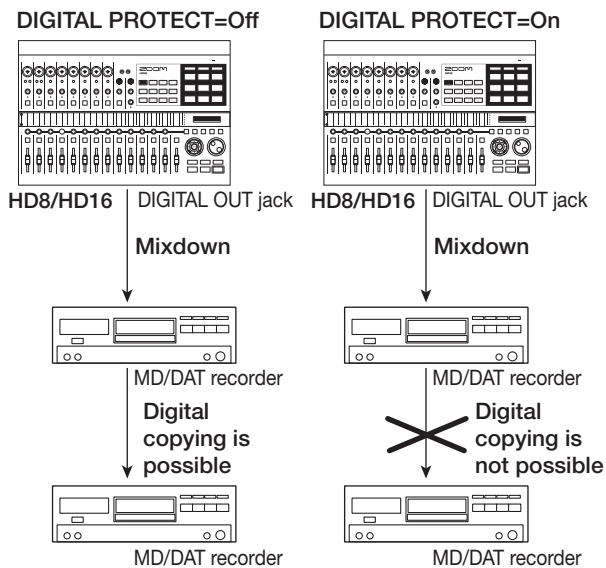 DIGITAL PROTECT=Off
ZOOM
HD8/HD16 DIGITAL OUT jack
Mixdown
MD/DAT recorder
Digital
copying is
possible
MD/DAT recorder
DIGITAL PROTECT=On
ZOOM
HD8/HD16 DIGITAL OUT jack
Mixdown
MD/DAT recorder
Digital
copying is
not possible
MD/DAT recorder